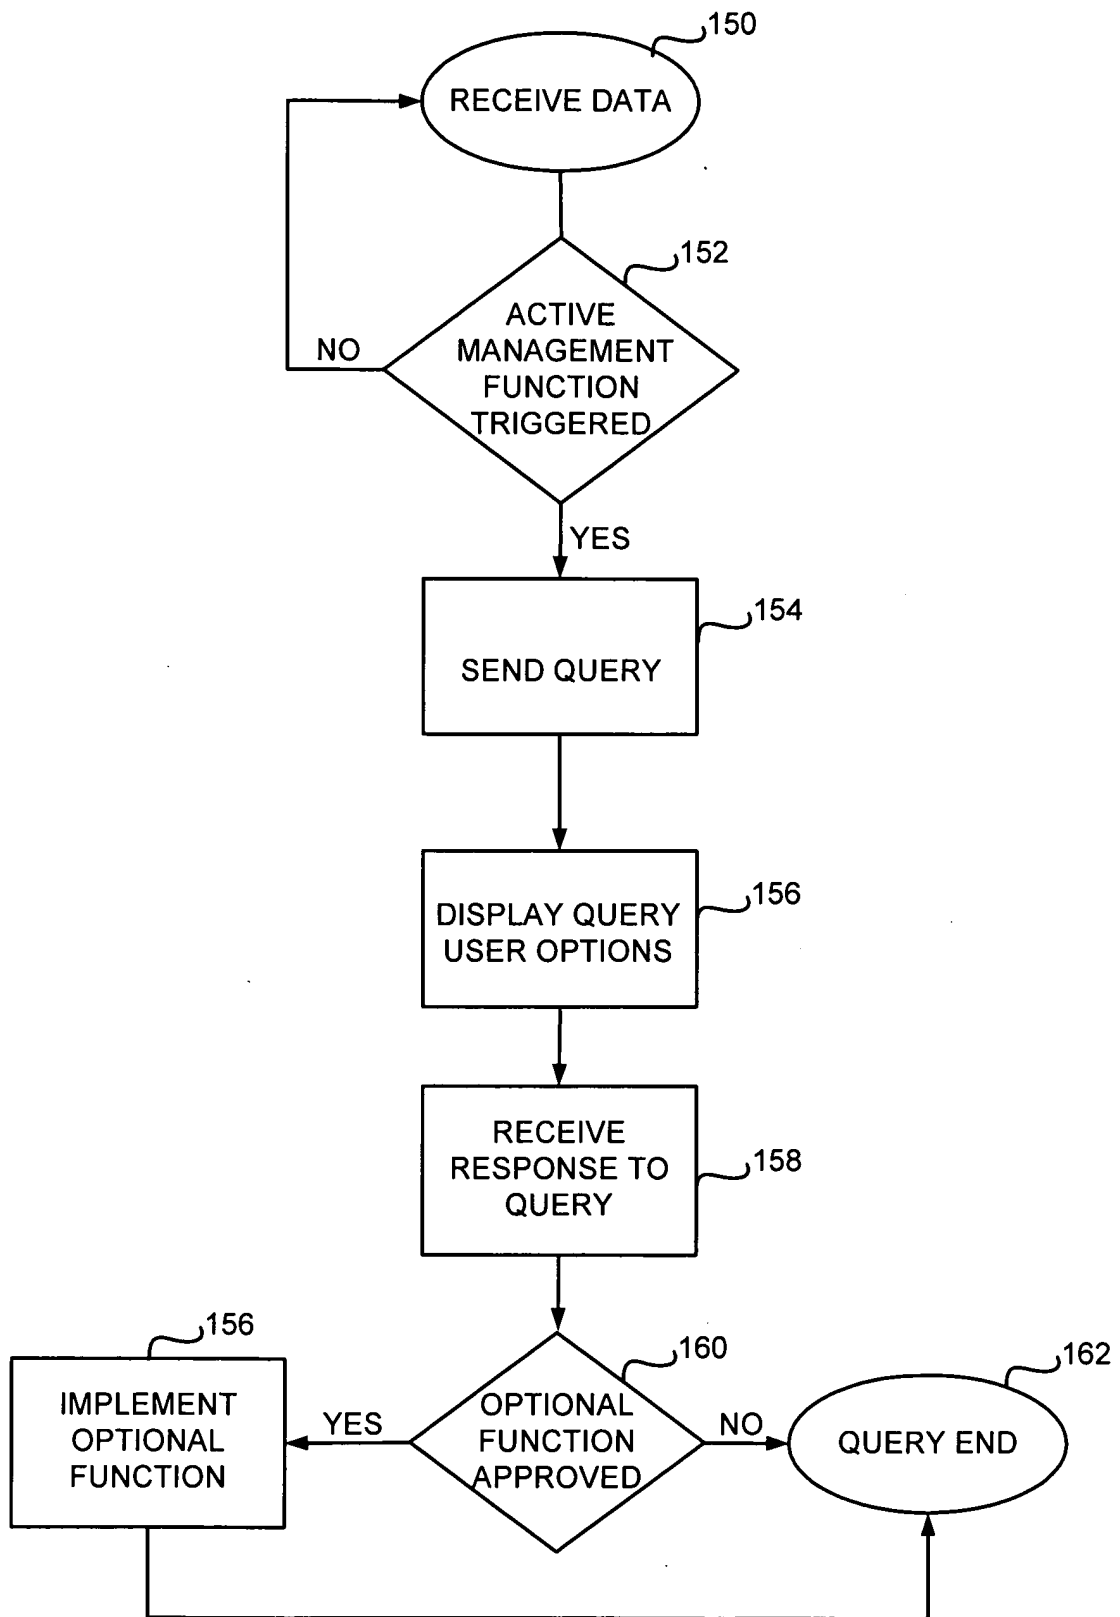 150
RECEIVE DATA
152
ACTIVE
MANAGEMENT
FUNCTION
TRIGGERED
NO
YES
154
SEND QUERY
156
DISPLAY QUERY
USER OPTIONS
158
RECEIVE
RESPONSE TO
QUERY
156
IMPLEMENT
OPTIONAL
FUNCTION
YES
160
OPTIONAL
FUNCTION
APPROVED
NO
162
QUERY END